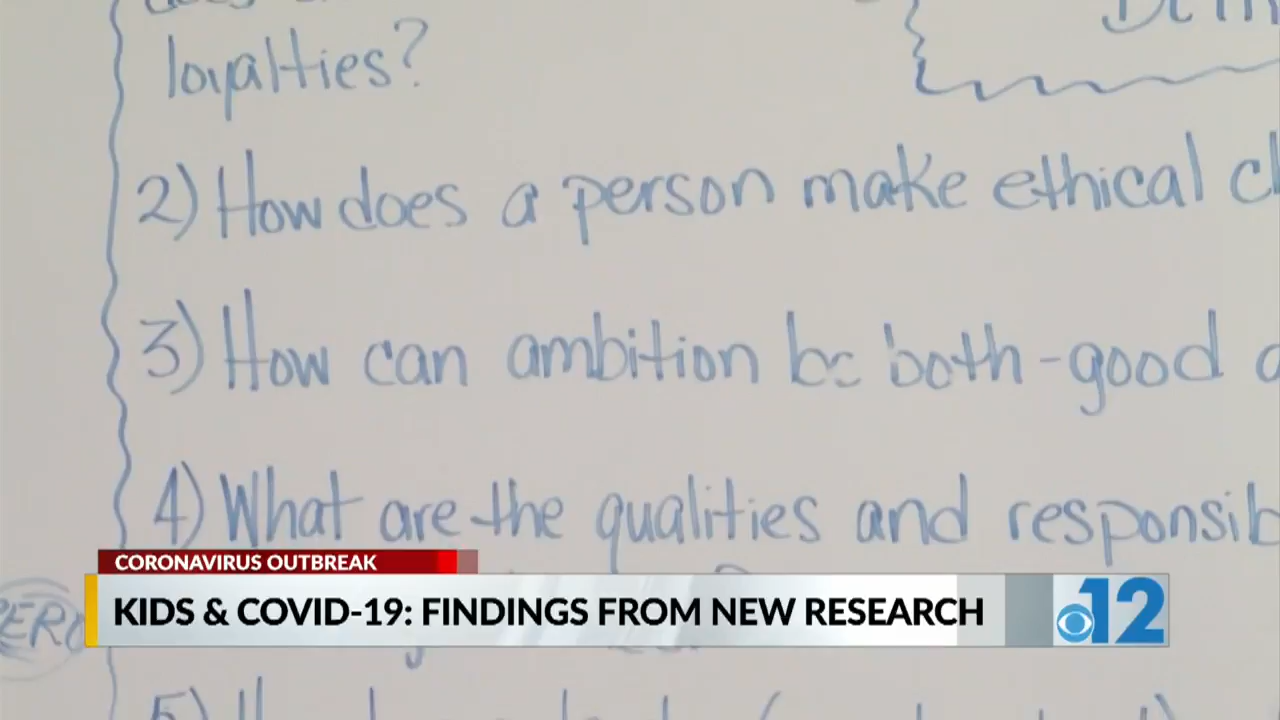 loyalties?
2) How does a person make ethical
3) How can ambition be both - good
4) What are the qualities and
CORONAVIRUS OUTBREAK
KIDS & COVID-19: FINDINGS FROM NEW RESEARCH
12
5)